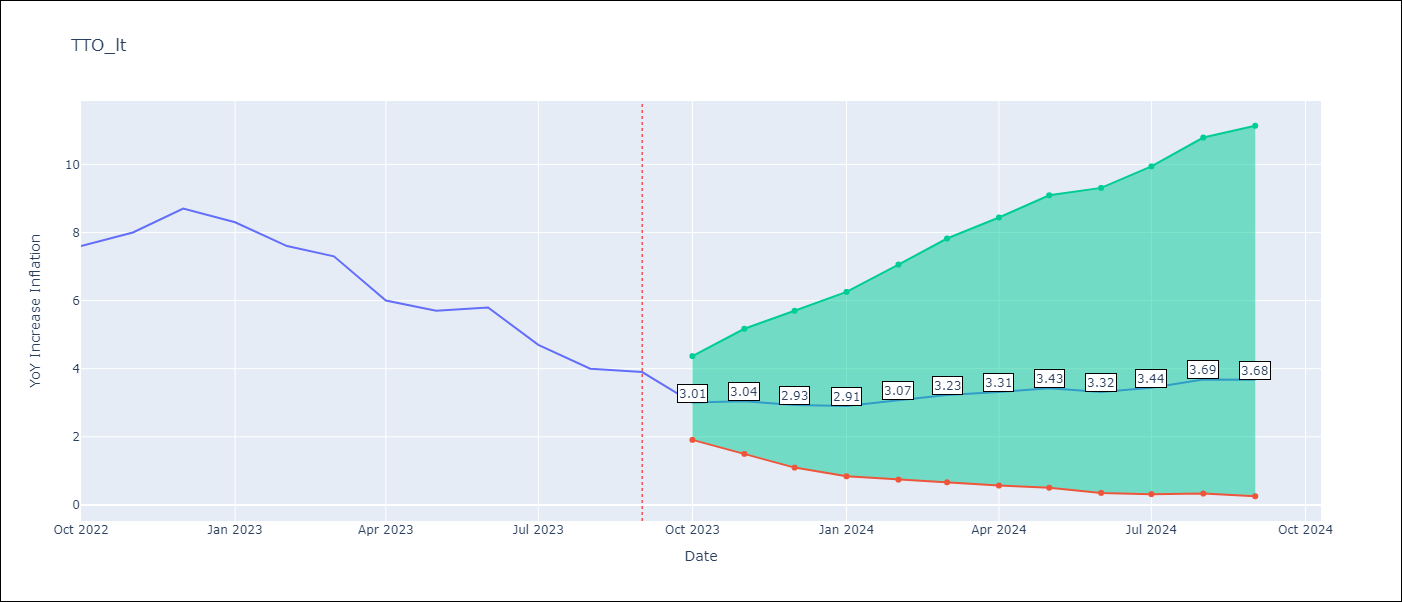 TTO_lt
YoY Increase Inflation
10
8
6
4
2
0
3.01 3.04 2.93 2.91 3.07 3.23 3.31 3.43 3.32 3.44 3.69 3.68
Oct 2022 Jan 2023 Apr 2023 Jul 2023 Oct 2023 Jan 2024 Apr 2024 Jul 2024 Oct 2024
Date